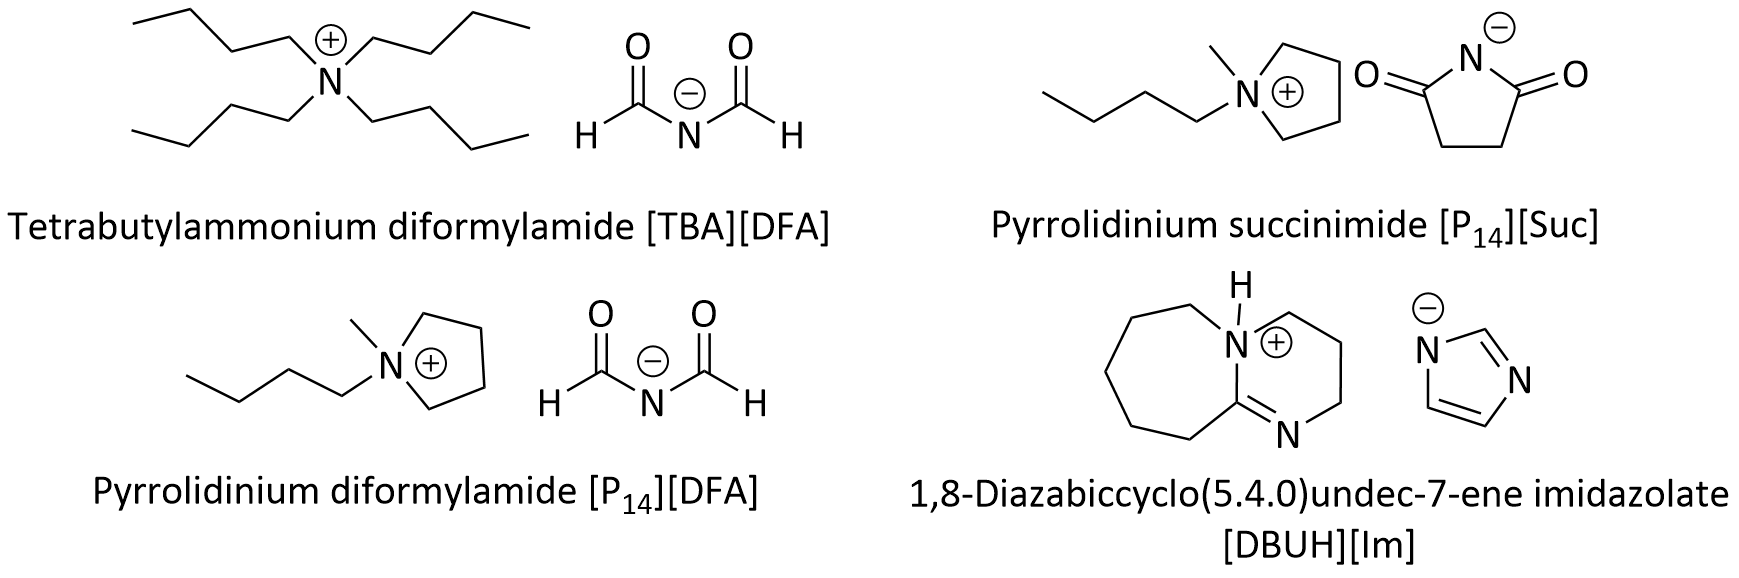 N
⊕
O O
⊖
H N H
Tetrabutylammonium diformylamide [TBA][DFA]
N
⊕
⊖
N
O O
Pyrrolidinium succinimide [P₁₄][Suc]
N
⊕
O O
⊖
H N H
Pyrrolidinium diformylamide [P₁₄][DFA]
H
N
⊕
N
⊖
N
N
1,8-Diazabiccyclo(5.4.0)undec-7-ene imidazolate
[DBUH][Im]